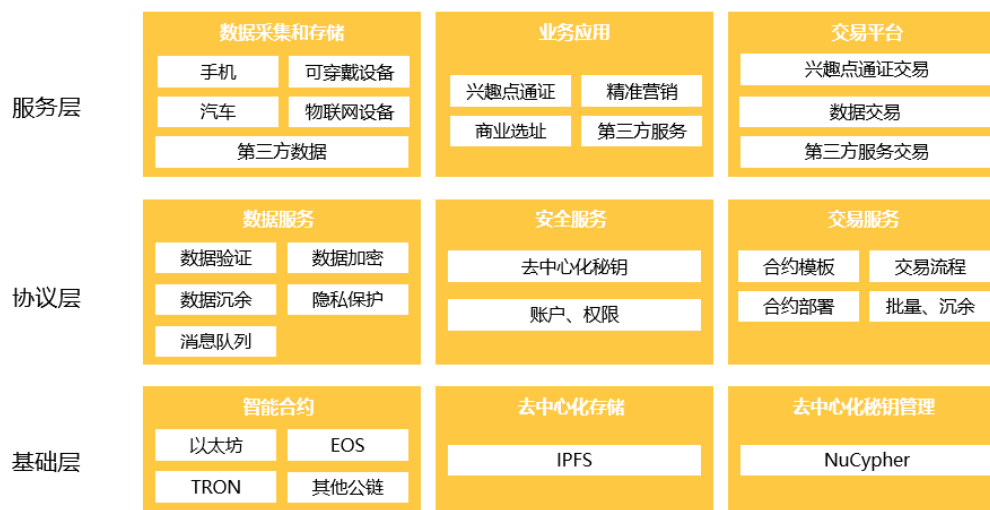 服务层
数据采集和存储
手机
可穿戴设备
汽车
物联网设备
第三方数据
业务应用
兴趣点通证
精准营销
商业选址
第三方服务
交易平台
兴趣点通证交易
数据交易
第三方服务交易
协议层
数据服务
数据验证
数据加密
数据沉余
隐私保护
消息队列
安全服务
去中心化秘钥
账户、权限
交易服务
合约模板
交易流程
合约部署
批量、沉余
基础层
智能合约
以太坊
EOS
TRON
其他公链
去中心化存储
IPFS
去中心化秘钥管理
NuCypher